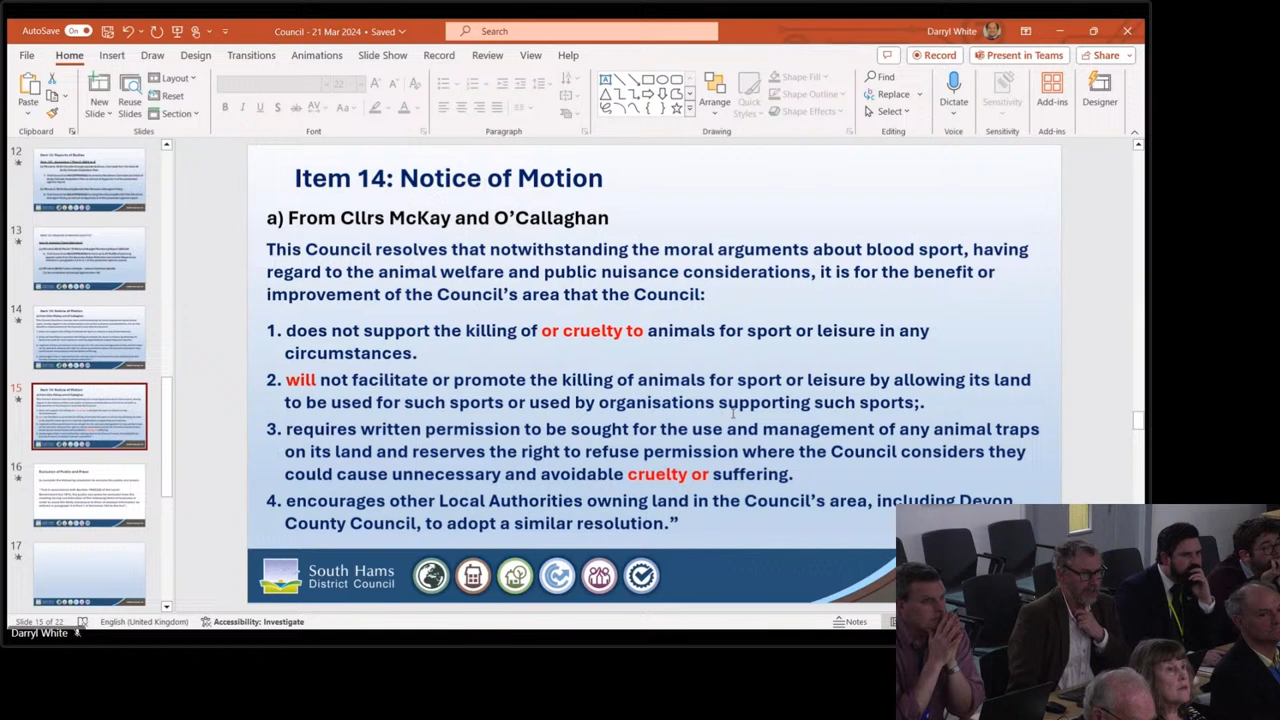 AutoSave On
Council - 21 Mar 2024 • Saved
Search
Darryl White
File Home Insert Draw Design Transitions Animations Slide Show Record Review View Help
Record Present in Teams Share
Paste
New Slide
Reuse Slides
Layout
Reset
Section
22
B I U S ab AV Aa A
Arrange
Quick Styles
Shape Fill
Shape Outline
Shape Effects
Find
Replace
Select
Dictate
Sensitivity
Add-ins
Designer
Clipboard Slides Font Paragraph Drawing Editing Voice Sensitivity Add-ins
12
13
14
15
16
17
Item 14: Notice of Motion
a) From Cllrs McKay and O’Callaghan
This Council resolves that notwithstanding the moral arguments about blood sport, having
regard to the animal welfare and public nuisance considerations, it is for the benefit or
improvement of the Council’s area that the Council:
1. does not support the killing of or cruelty to animals for sport or leisure in any
circumstances.
2. will not facilitate or promote the killing of animals for sport or leisure by allowing its land
to be used for such sports or used by organisations supporting such sports;.
3. requires written permission to be sought for the use and management of any animal traps
on its land and reserves the right to refuse permission where the Council considers they
could cause unnecessary and avoidable cruelty or suffering.
4. encourages other Local Authorities owning land in the Council’s area, including Devon
County Council, to adopt a similar resolution.”
South Hams
District Council
Slide 15 of 22 English (United Kingdom) Accessibility: Investigate Notes
Darryl White